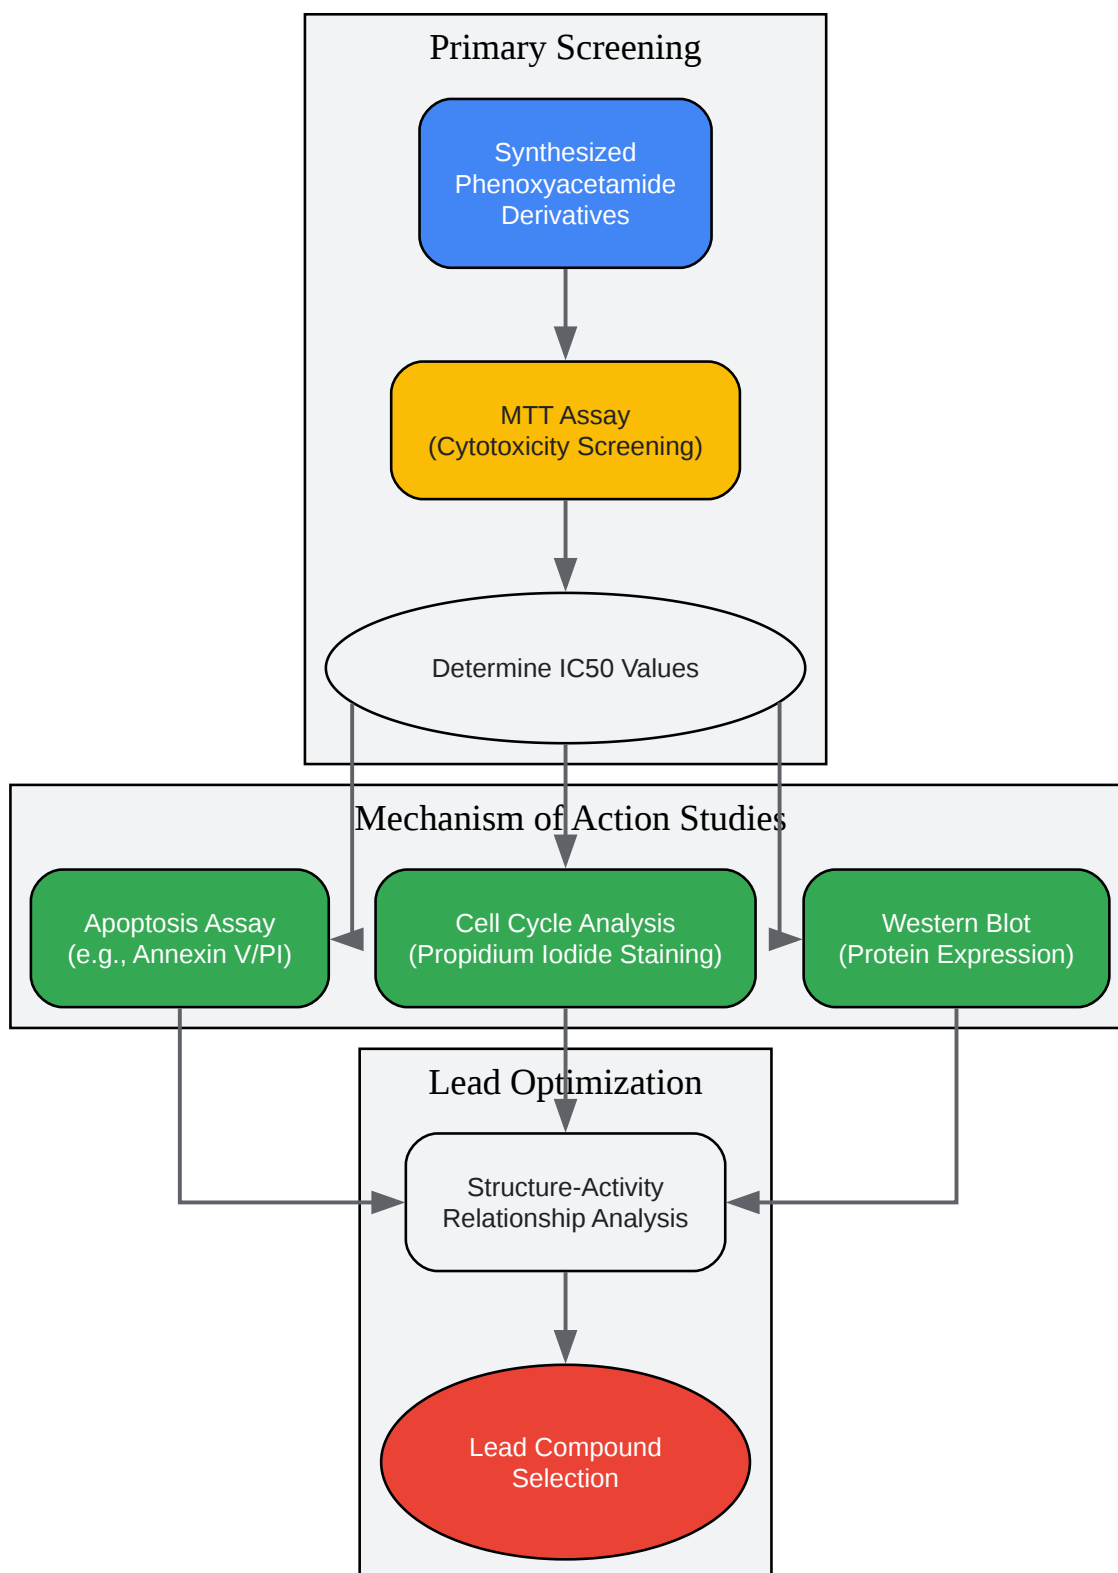 Primary Screening
Synthesized
Phenoxyacetamide
Derivatives
MTT Assay
(Cytotoxicity Screening)
Determine IC50 Values
Mechanism of Action Studies
Apoptosis Assay
(e.g., Annexin V/PI)
Cell Cycle Analysis
(Propidium Iodide Staining)
Western Blot
(Protein Expression)
Lead Optimization
Structure-Activity
Relationship Analysis
Lead Compound
Selection